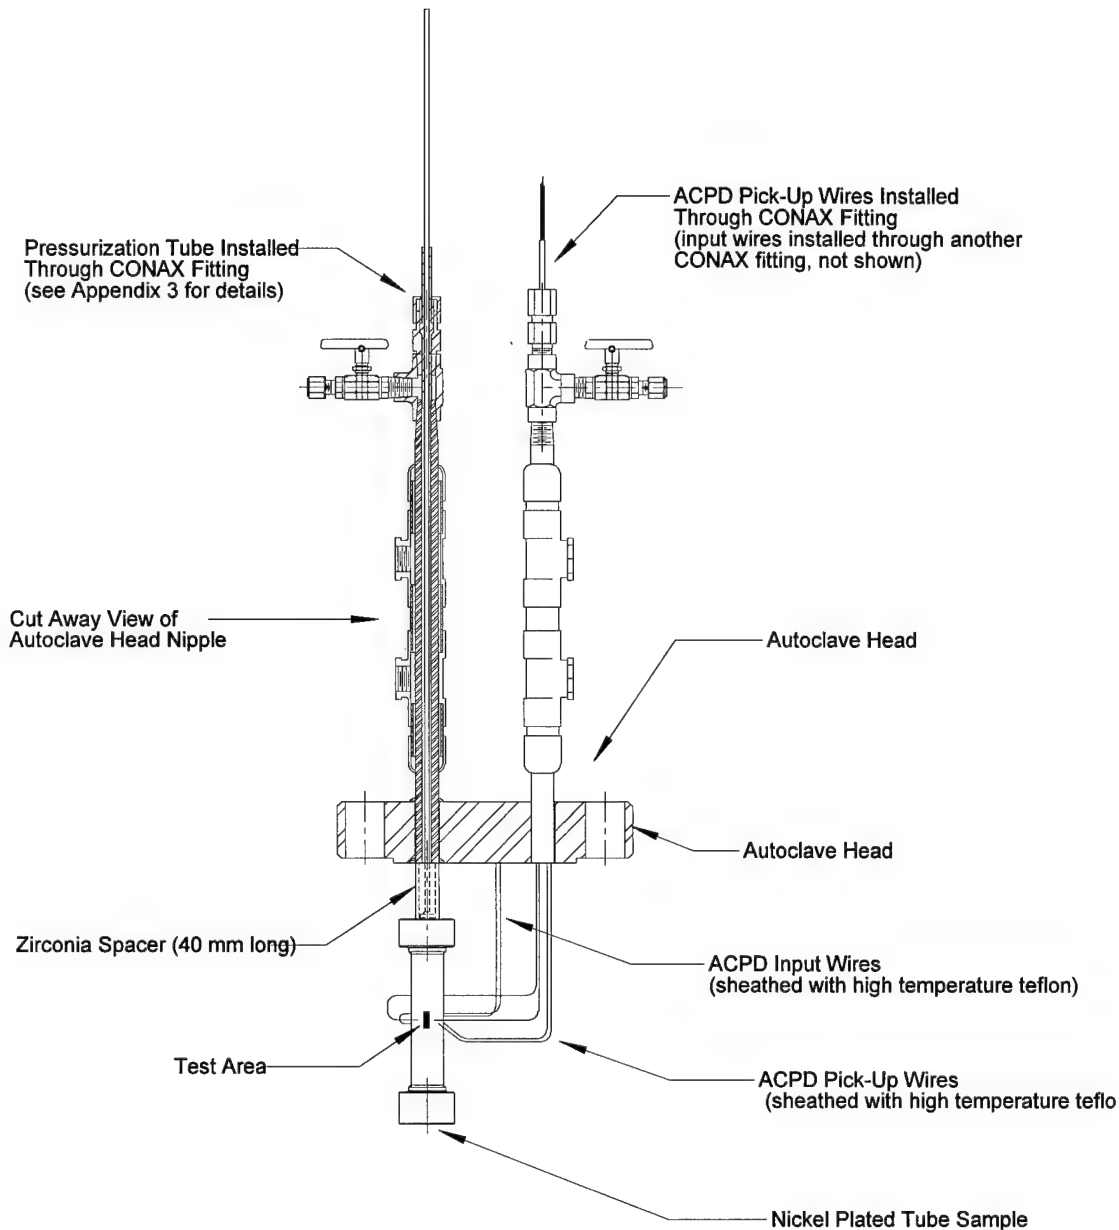 ACPD Pick-Up Wires Installed
Through CONAX Fitting
(input wires installed through another
CONAX fitting, not shown)
Pressurization Tube Installed
Through CONAX Fitting
(see Appendix 3 for details)
Cut Away View of
Autoclave Head Nipple
Autoclave Head
Autoclave Head
Zirconia Spacer (40 mm long)
ACPD Input Wires
(sheathed with high temperature teflon)
Test Area
ACPD Pick-Up Wires
(sheathed with high temperature teflo
Nickel Plated Tube Sample